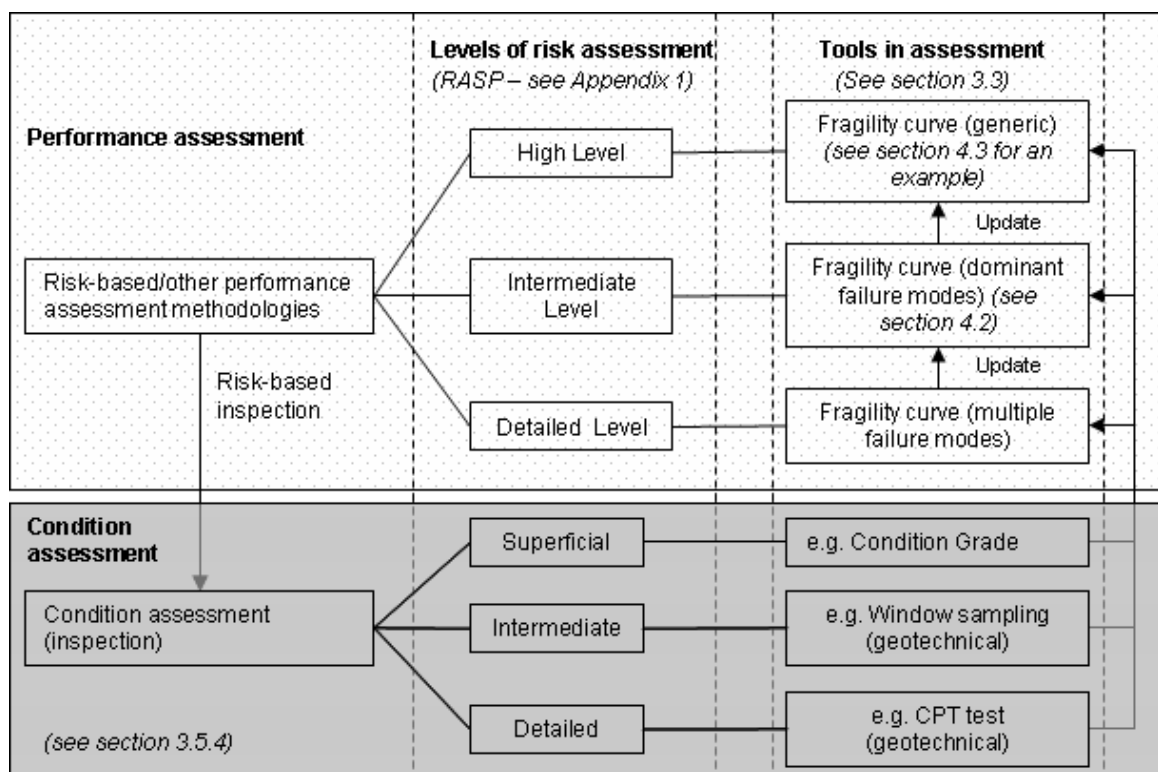 Levels of risk assessment
(RASP – see Appendix 1)
Tools in assessment
(See section 3.3)
Performance assessment
High Level
Fragility curve (generic)
(see section 4.3 for an
example)
Update
Risk-based/other performance
assessment methodologies
Intermediate
Level
Fragility curve (dominant
failure modes) (see
section 4.2)
Update
Risk-based
inspection
Detailed Level
Fragility curve (multiple
failure modes)
Condition
assessment
Superficial
e.g. Condition Grade
Condition assessment
(inspection)
Intermediate
e.g. Window sampling
(geotechnical)
Detailed
e.g. CPT test
(geotechnical)
(see section 3.5.4)